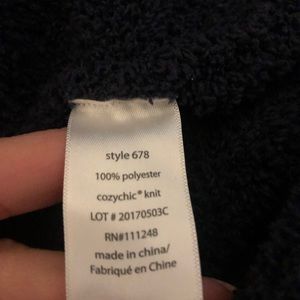 style 678
100% polyester
cozychic® knit
LOT # 20170503C
RN#111248
made in china/
Fabriqué en Chine